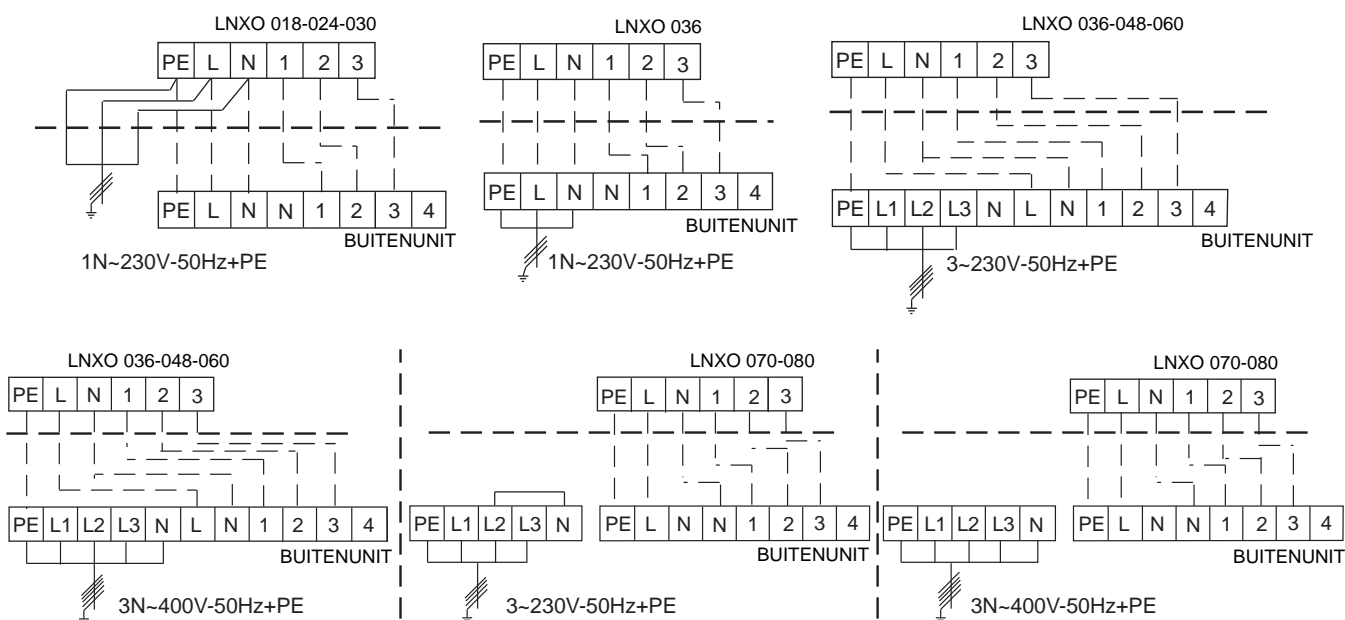 LNXO 018-024-030
PE L N 1 2 3
PE L N N 1 2 3 4
BUITENUNIT
1N~230V-50Hz+PE
LNXO 036
PE L N 1 2 3
PE L N N 1 2 3 4
BUITENUNIT
1N~230V-50Hz+PE
LNXO 036-048-060
PE L N 1 2 3
PE L1 L2 L3 N L N 1 2 3 4
BUITENUNIT
3~230V-50Hz+PE
LNXO 036-048-060
PE L N 1 2 3
PE L1 L2 L3 N L N 1 2 3 4
BUITENUNIT
3N~400V-50Hz+PE
LNXO 070-080
PE L N 1 2 3
PE L1 L2 L3 N
PE L N N 1 2 3 4
BUITENUNIT
3~230V-50Hz+PE
LNXO 070-080
PE L N 1 2 3
PE L1 L2 L3 N
PE L N N 1 2 3 4
BUITENUNIT
3N~400V-50Hz+PE